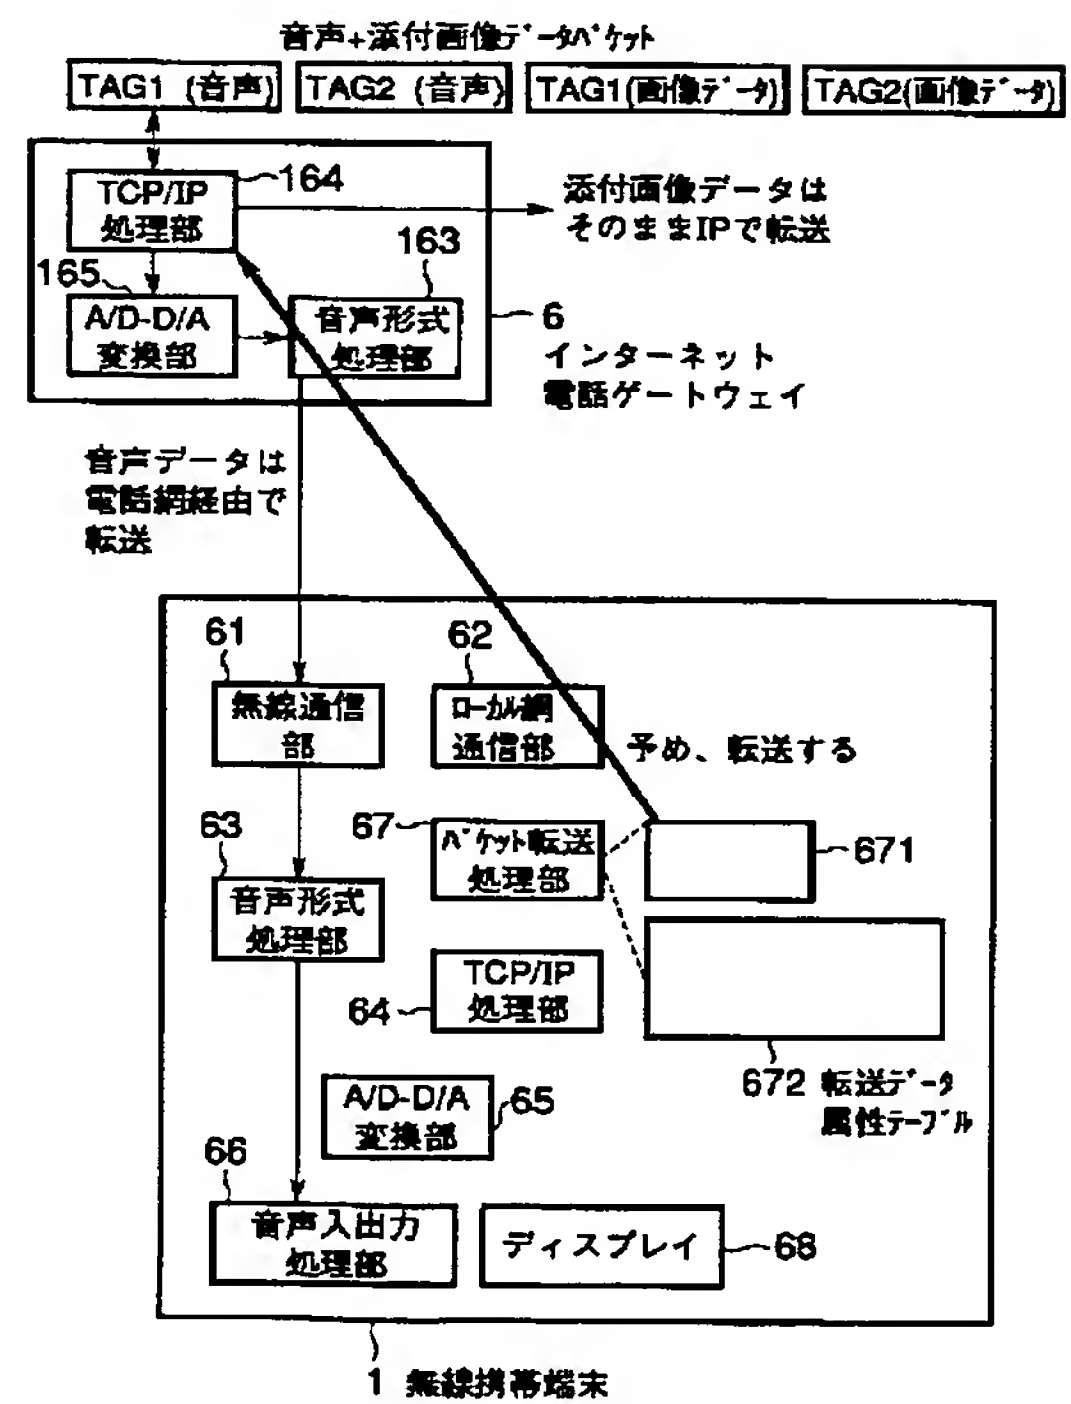 音声+添付画像データパケット
TAG1 (音声) TAG2 (音声) TAG1(画像データ) TAG2(画像データ)
TCP/IP
処理部
164
添付画像データは
そのままIPで転送
163
165
A/D-D/A
変換部
音声形式
処理部
6
インターネット
電話ゲートウェイ
音声データは
電話網経由で
転送
61
無線通信
部
62
ローカル網
通信部
予め、転送する
63
音声形式
処理部
67
パケット転送
処理部
671
TCP/IP
処理部
64
672 転送データ
属性テーブル
A/D-D/A
変換部
65
66
音声入出力
処理部
ディスプレイ
68
1 無線携帯端末